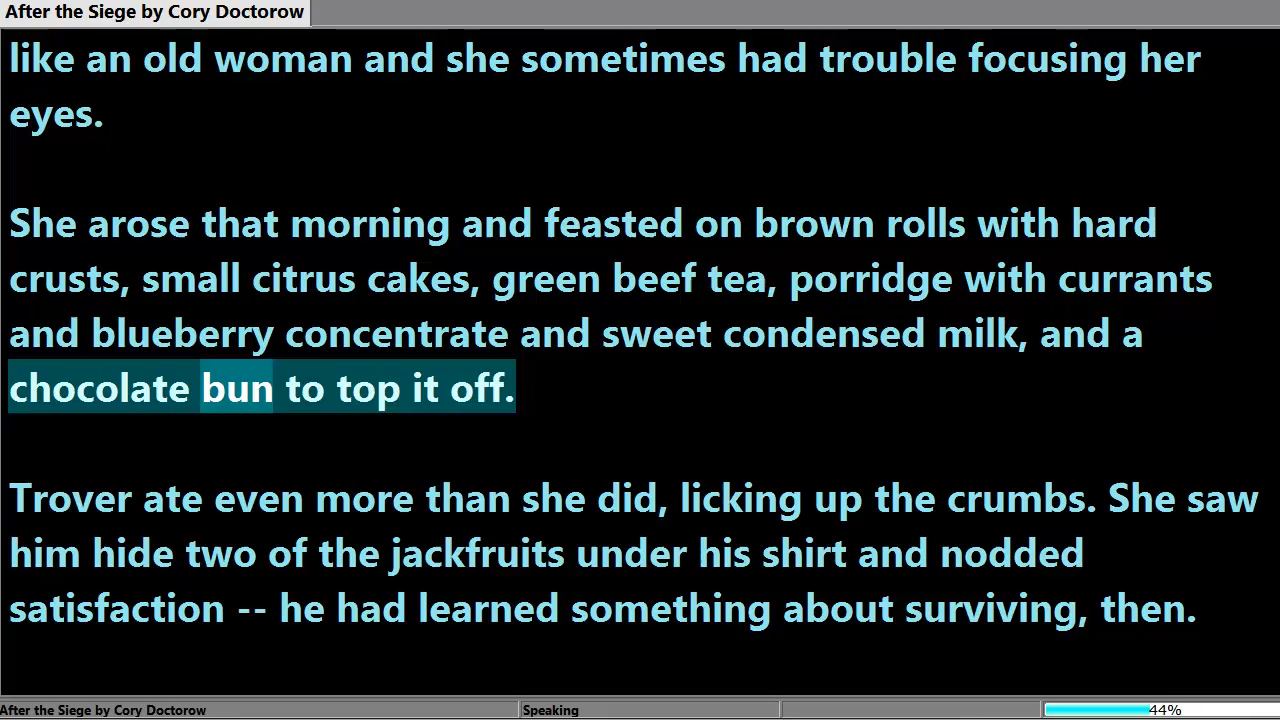 After the Siege by Cory Doctorow
like an old woman and she sometimes had trouble focusing her
eyes.
She arose that morning and feasted on brown rolls with hard
crusts, small citrus cakes, green beef tea, porridge with currants
and blueberry concentrate and sweet condensed milk, and a
chocolate bun to top it off.
Trover ate even more than she did, licking up the crumbs. She saw
him hide two of the jackfruits under his shirt and nodded
satisfaction -- he had learned something about surviving, then.
After the Siege by Cory Doctorow Speaking 44%